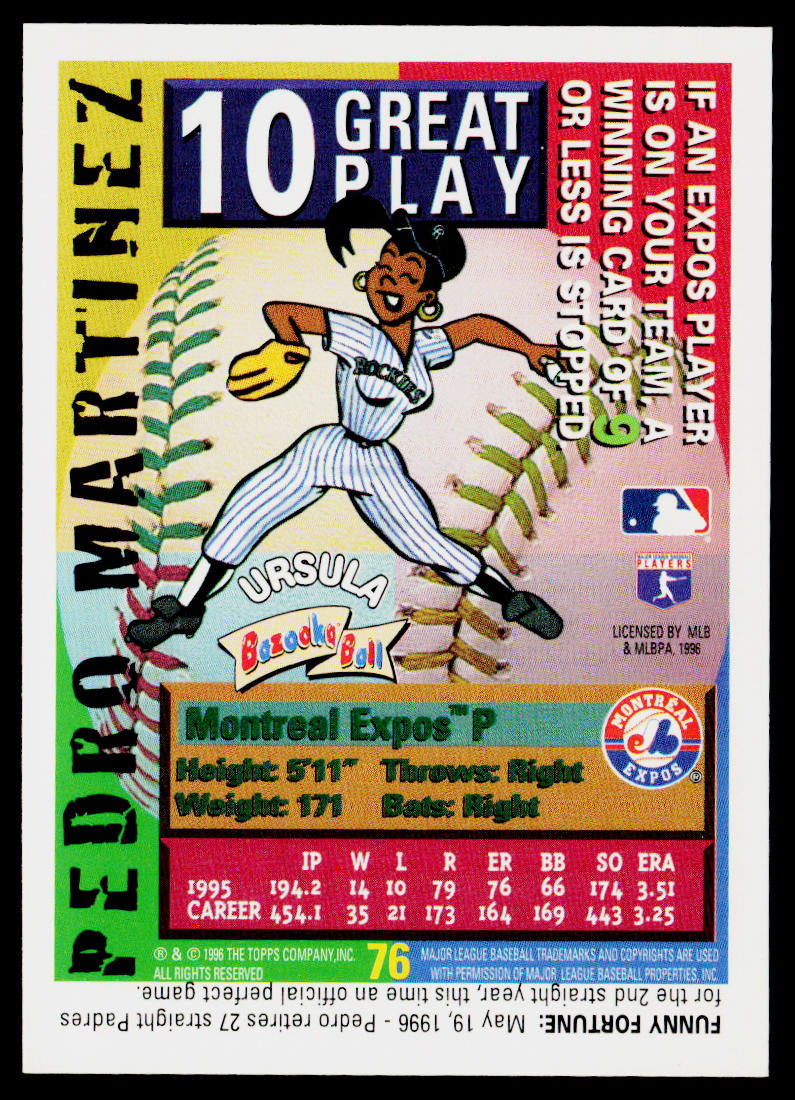 PEDRO MARTINEZ
10 GREAT
PLAY
IF AN EXPOS PLAYER
IS ON YOUR TEAM, A
WINNING CARD OF 9
OR LESS IS STOPPED
ROCKIES
URSULA
Bazooka
Ball
MAJOR LEAGUE BASEBALL
PLAYERS
LICENSED BY MLB
& MLBPA, 1996
Montreal Expos™ P
Height: 5'11" Throws: Right
Weight: 171 Bats: Right
MONTRÉAL
EXPOS ®
IP W L R ER BB SO ERA
1995 194.2 14 10 79 76 66 174 3.51
CAREER 454.1 35 21 173 164 169 443 3.25
® & © 1996 THE TOPPS COMPANY,INC.
ALL RIGHTS RESERVED
76
MAJOR LEAGUE BASEBALL TRADEMARKS AND COPYRIGHTS ARE USED
WITH PERMISSION OF MAJOR LEAGUE BASEBALL PROPERTIES, INC.
FUNNY FORTUNE: May 19, 1996 - Pedro retires 27 straight Padres
for the 2nd straight year, this time an official perfect game.